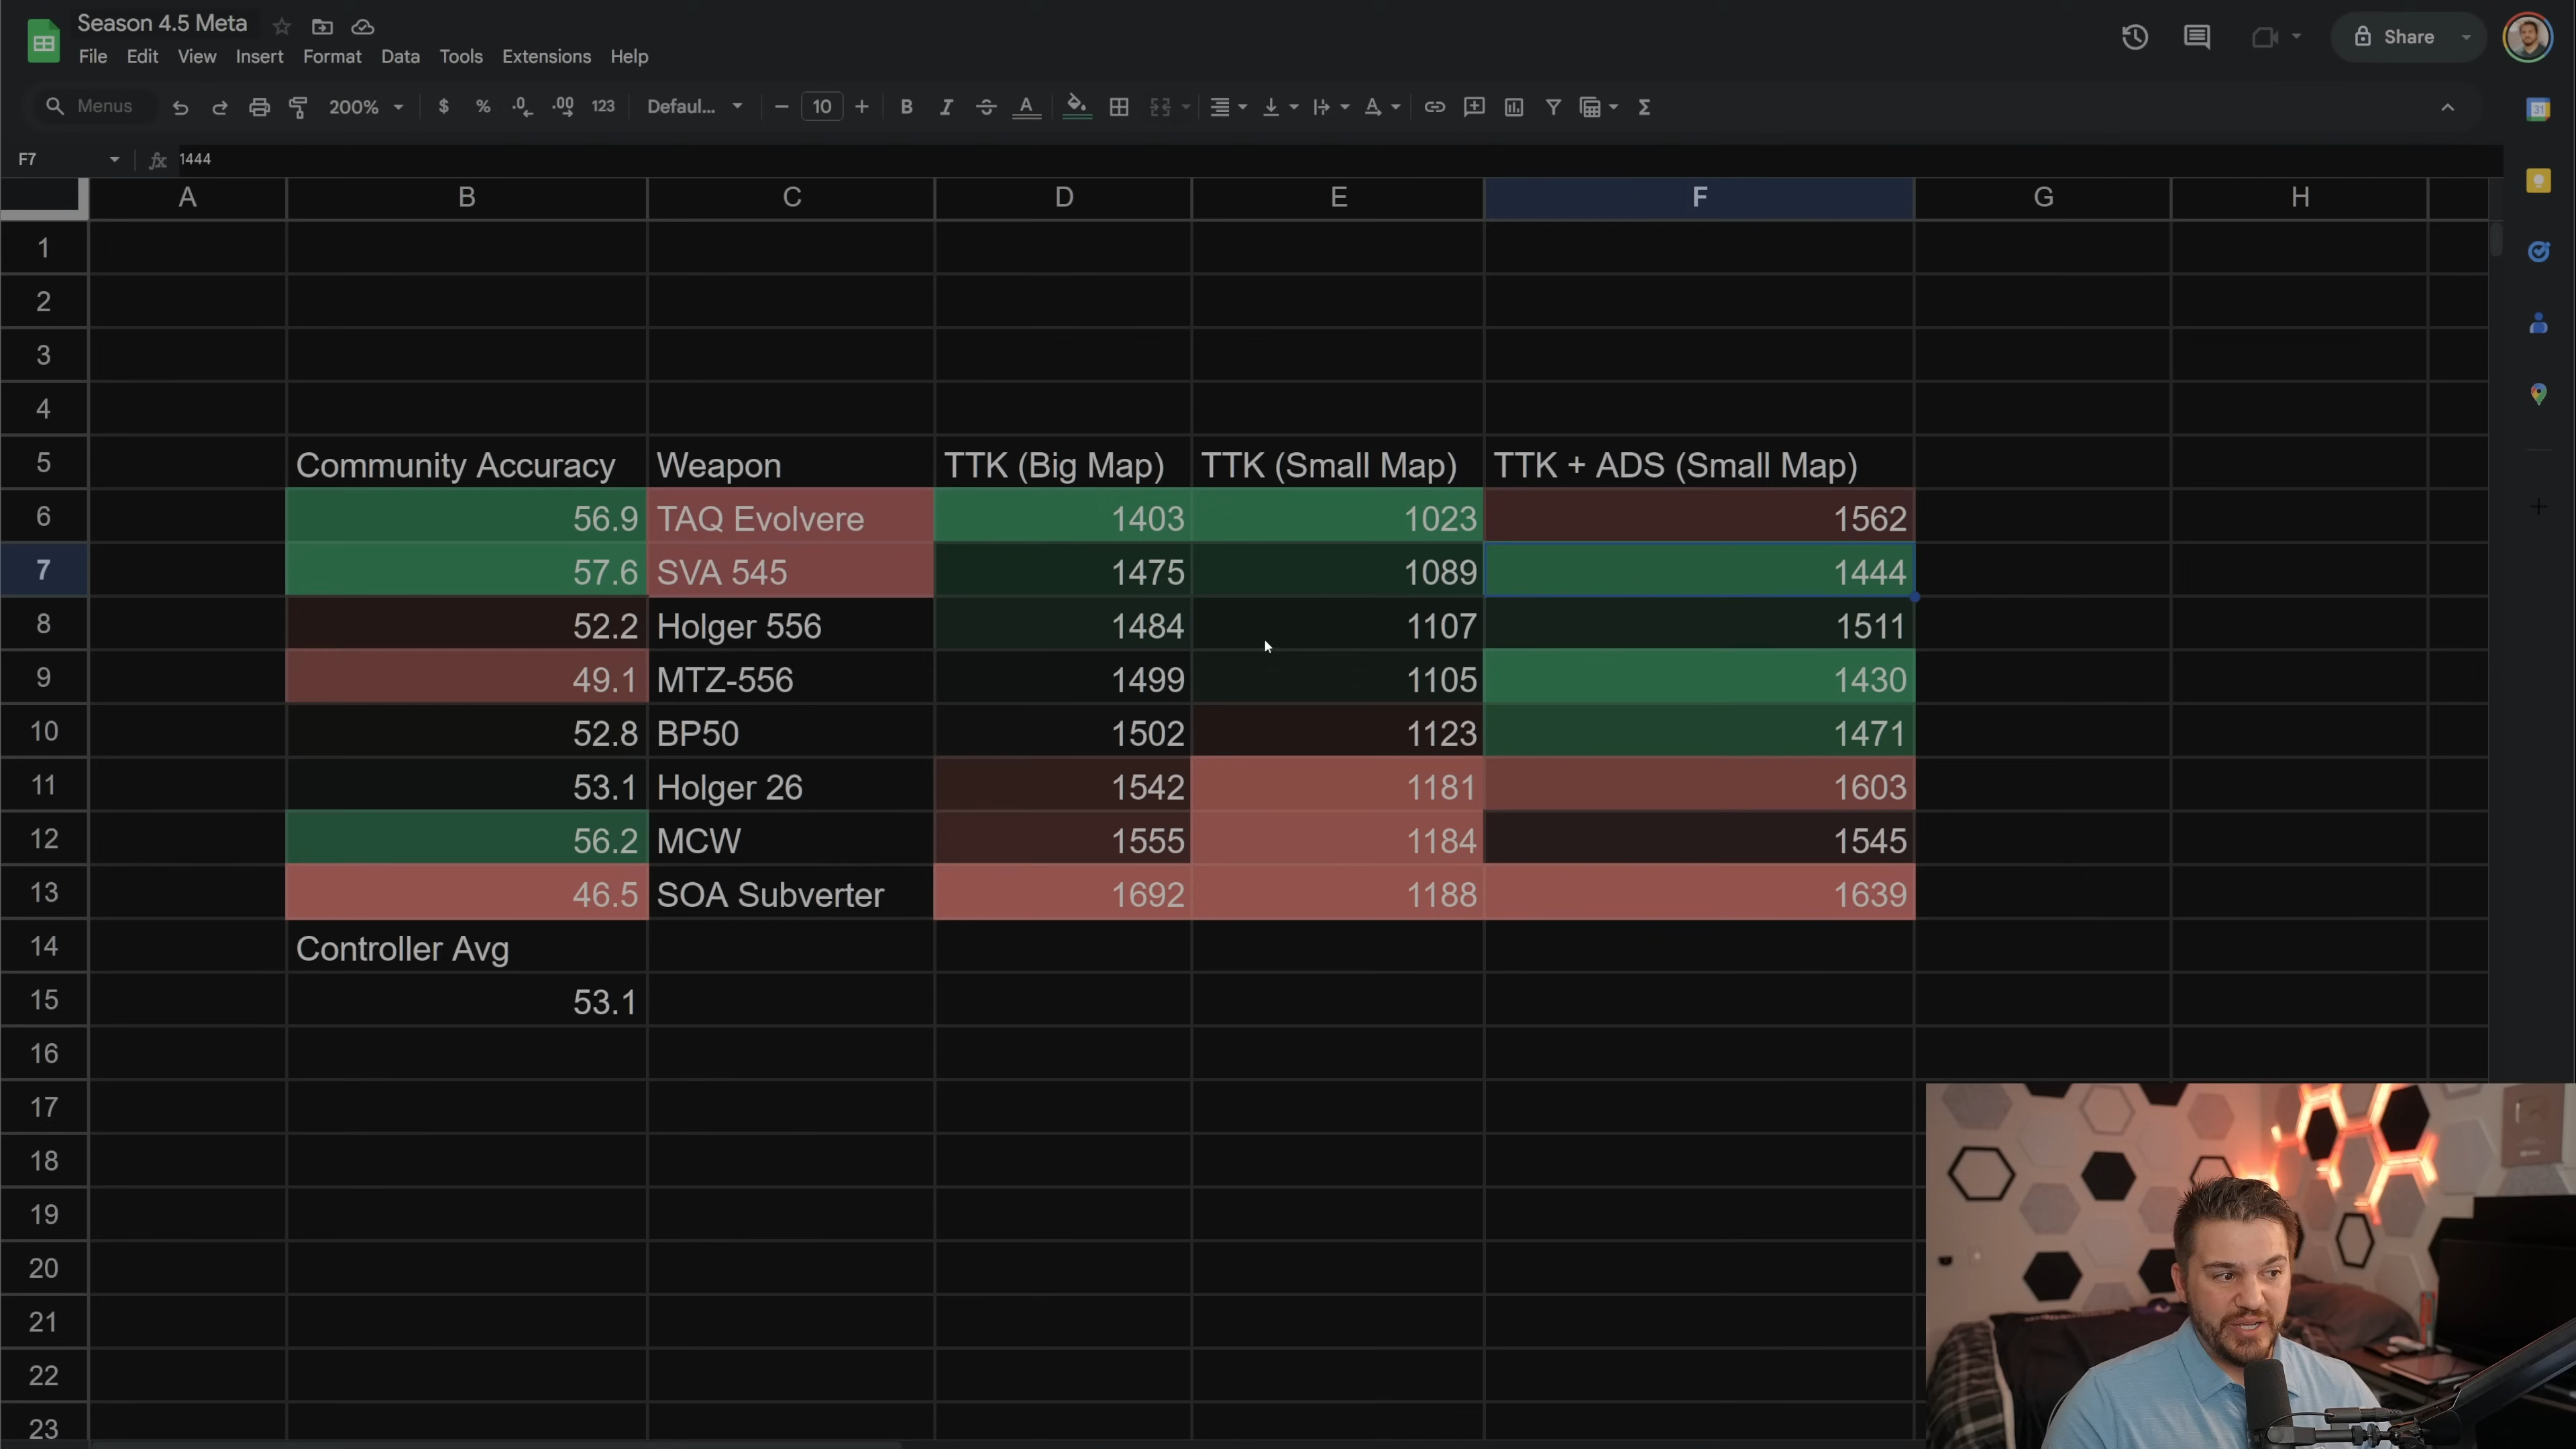 Season 4.5 Meta
File Edit View Insert Format Data Tools Extensions Help
Share
Menus 200% $ % .0 .00 123 Defaul... 10 B I A
F7 fx 1444
A B C D E F G H
1
2
3
4
5 Community Accuracy Weapon TTK (Big Map) TTK (Small Map) TTK + ADS (Small Map)
6 56.9 TAQ Evolvere 1403 1023 1562
7 57.6 SVA 545 1475 1089 1444
8 52.2 Holger 556 1484 1107 1511
9 49.1 MTZ-556 1499 1105 1430
10 52.8 BP50 1502 1123 1471
11 53.1 Holger 26 1542 1181 1603
12 56.2 MCW 1555 1184 1545
13 46.5 SOA Subverter 1692 1188 1639
14 Controller Avg
15 53.1
16
17
18
19
20
21
22
23
31